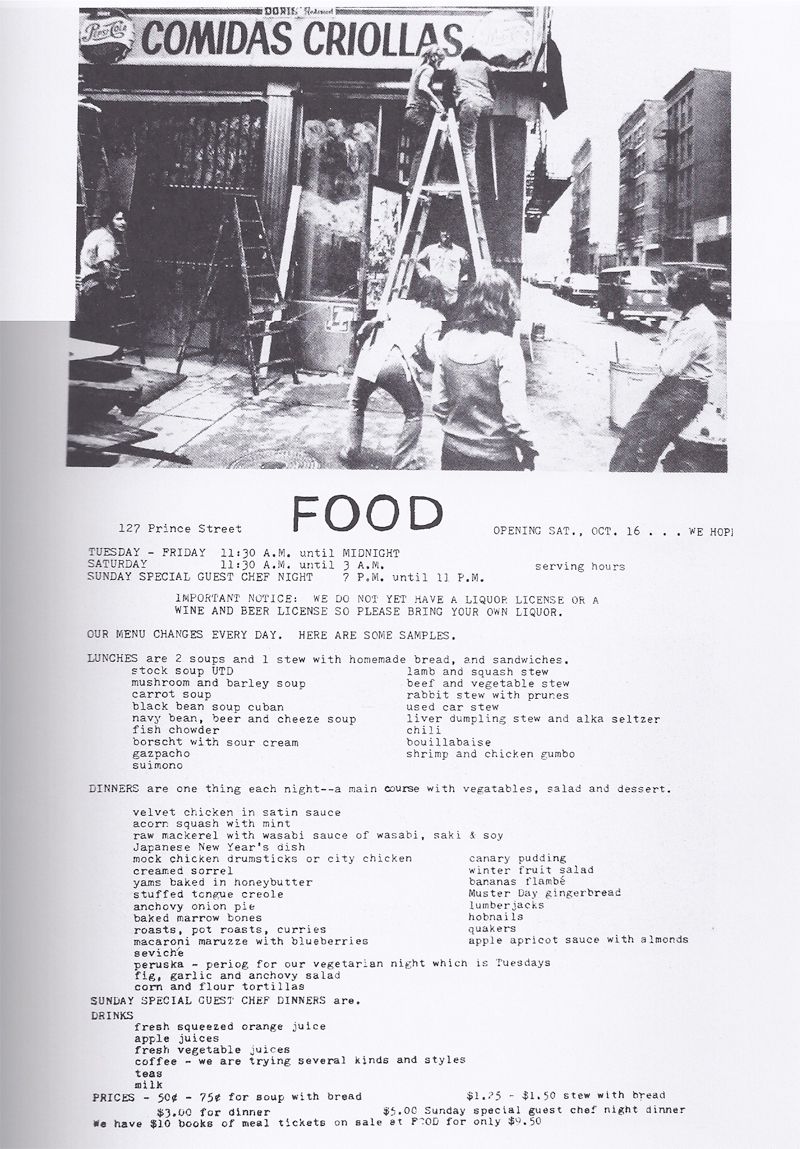 DORIS Restaurant
PEPSI-COLA COMIDAS CRIOLLAS
127 Prince Street FOOD OPENING SAT., OCT. 16 . . . WE HOPE
TUESDAY - FRIDAY 11:30 A.M. until MIDNIGHT
SATURDAY 11:30 A.M. until 3 A.M. serving hours
SUNDAY SPECIAL GUEST CHEF NIGHT 7 P.M. until 11 P.M.
IMPORTANT NOTICE: WE DO NOT YET HAVE A LIQUOR LICENSE OR A
WINE AND BEER LICENSE SO PLEASE BRING YOUR OWN LIQUOR.
OUR MENU CHANGES EVERY DAY. HERE ARE SOME SAMPLES.
LUNCHES are 2 soups and 1 stew with homemade bread, and sandwiches.
stock soup UTD lamb and squash stew
mushroom and barley soup beef and vegetable stew
carrot soup rabbit stew with prunes
black bean soup cuban used car stew
navy bean, beer and cheeze soup liver dumpling stew and alka seltzer
fish chowder chili
borscht with sour cream bouillabaise
gazpacho shrimp and chicken gumbo
suimono
DINNERS are one thing each night--a main course with vegatables, salad and dessert.
velvet chicken in satin sauce
acorn squash with mint
raw mackerel with wasabi sauce of wasabi, saki & soy
Japanese New Year's dish
mock chicken drumsticks or city chicken canary pudding
creamed sorrel winter fruit salad
yams baked in honeybutter bananas flambé
stuffed tongue creole Muster Day gingerbread
anchovy onion pie lumberjacks
baked marrow bones hobnails
roasts, pot roasts, curries quakers
macaroni maruzze with blueberries apple apricot sauce with almonds
seviche
peruska - periog for our vegetarian night which is Tuesdays
fig, garlic and anchovy salad
corn and flour tortillas
SUNDAY SPECIAL GUEST CHEF DINNERS are.
DRINKS
fresh squeezed orange juice
apple juices
fresh vegetable juices
coffee - we are trying several kinds and styles
teas
milk
PRICES - 50¢ - 75¢ for soup with bread $1.25 - $1.50 stew with bread
$3.00 for dinner $5.00 Sunday special guest chef night dinner
We have $10 books of meal tickets on sale at FOOD for only $9.50